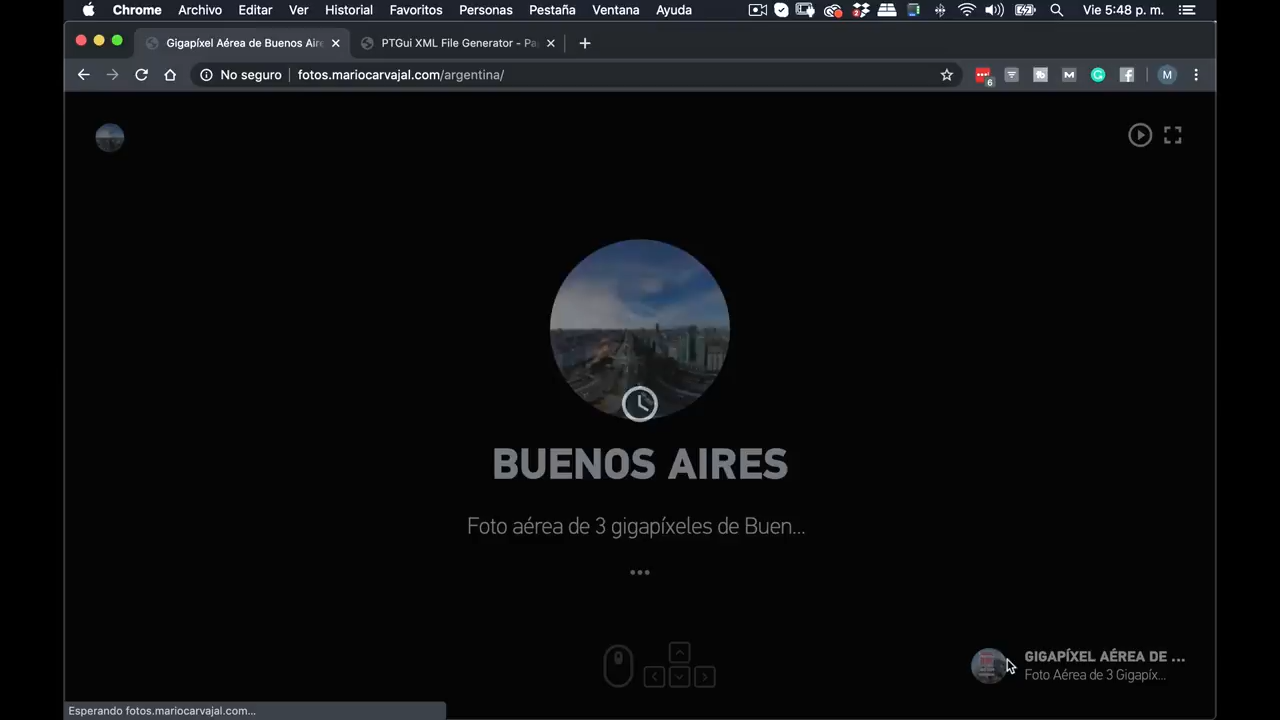 Chrome Archivo Editar Ver Historial Favoritos Personas Pestaña Ventana Ayuda Vie 5:48 p. m.
Gigapíxel Aérea de Buenos Aire PTGui XML File Generator - Pa
No seguro fotos.mariocarvajal.com/argentina/ 6 M
BUENOS AIRES
Foto aérea de 3 gigapíxeles de Buen...
GIGAPÍXEL AÉREA DE ...
Foto Aérea de 3 Gigapíx...
Esperando fotos.mariocarvajal.com...